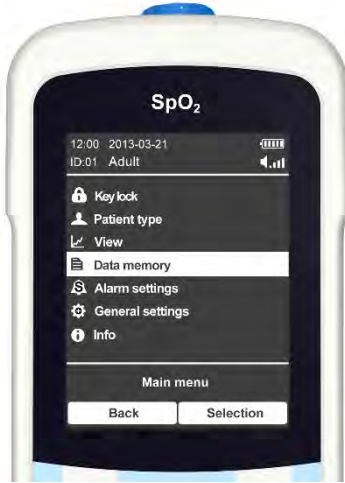 SpO₂
12:00 2013-03-21
ID:01 Adult
Key lock
Patient type
View
Data memory
Alarm settings
General settings
Info
Main menu
Back Selection